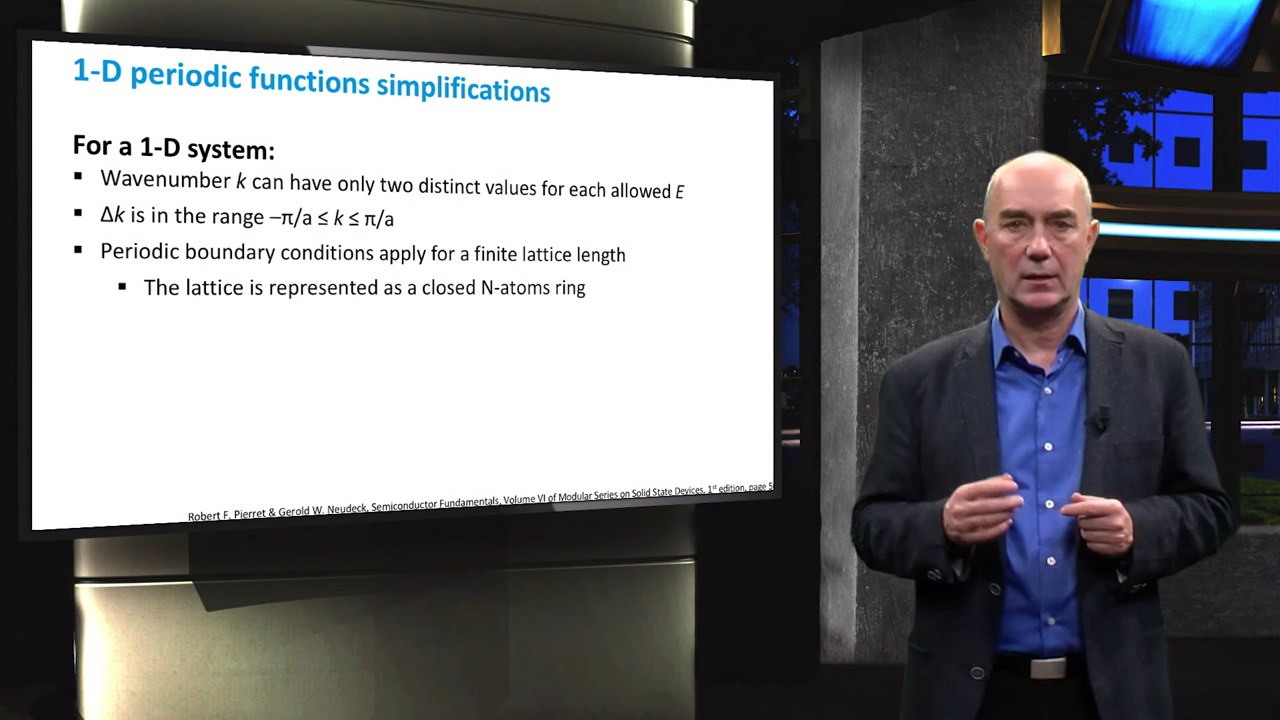 1-D periodic functions simplifications
For a 1-D system:
▪ Wavenumber k can have only two distinct values for each allowed E
▪ Δk is in the range –π/a ≤ k ≤ π/a
▪ Periodic boundary conditions apply for a finite lattice length
▪ The lattice is represented as a closed N-atoms ring
Robert F. Pierret & Gerold W. Neudeck, Semiconductor Fundamentals, Volume VI of Modular Series on Solid State Devices, 1st edition, page 5